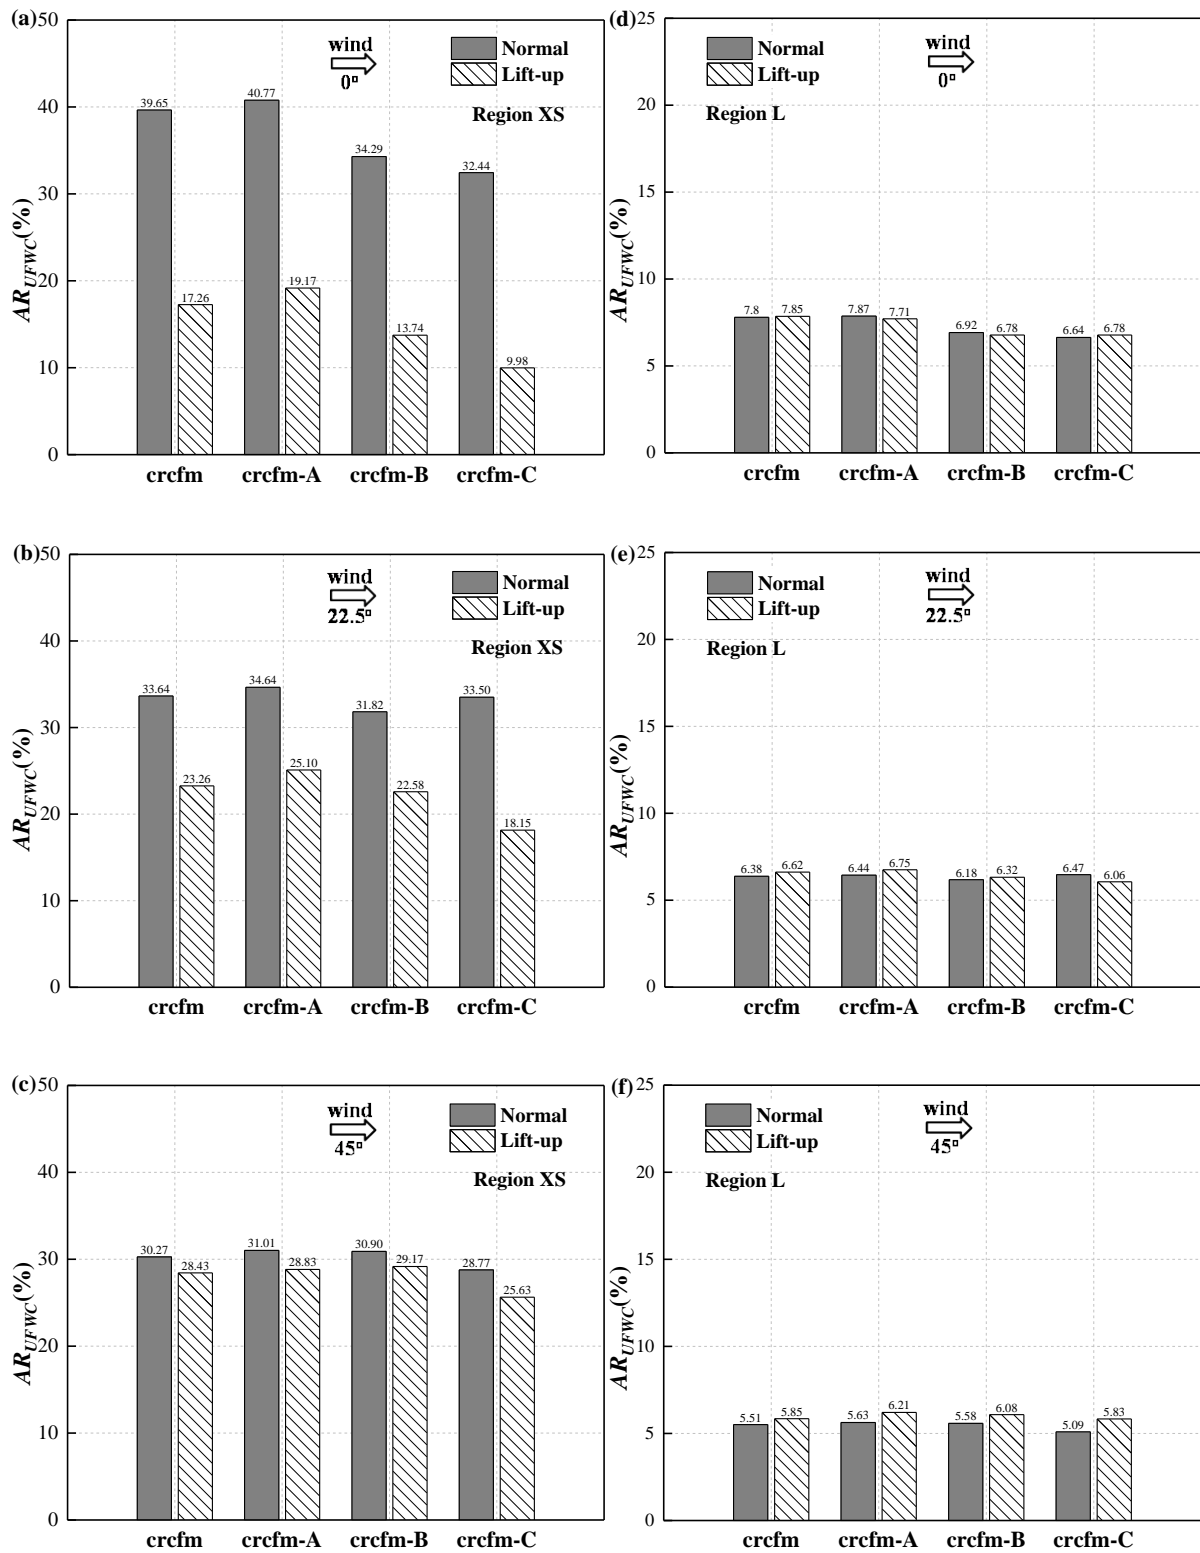 (a)
50
40
30
20
10
0
AR_UFWC(%)
wind
0°
Normal
Lift-up
Region XS
39.65
17.26
40.77
19.17
34.29
13.74
32.44
9.98
crcfm
crcfm-A
crcfm-B
crcfm-C
(d)
25
20
15
10
5
0
AR_UFWC(%)
Normal
Lift-up
wind
0°
Region L
7.8
7.85
7.87
7.71
6.92
6.78
6.64
6.78
crcfm
crcfm-A
crcfm-B
crcfm-C
(b)
50
40
30
20
10
0
AR_UFWC(%)
wind
22.5°
Normal
Lift-up
Region XS
33.64
23.26
34.64
25.10
31.82
22.58
33.50
18.15
crcfm
crcfm-A
crcfm-B
crcfm-C
(e)
25
20
15
10
5
0
AR_UFWC(%)
Normal
Lift-up
wind
22.5°
Region L
6.38
6.62
6.44
6.75
6.18
6.32
6.47
6.06
crcfm
crcfm-A
crcfm-B
crcfm-C
(c)
50
40
30
20
10
0
AR_UFWC(%)
wind
45°
Normal
Lift-up
Region XS
30.27
28.43
31.01
28.83
30.90
29.17
28.77
25.63
crcfm
crcfm-A
crcfm-B
crcfm-C
(f)
25
20
15
10
5
0
AR_UFWC(%)
Normal
Lift-up
wind
45°
Region L
5.51
5.85
5.63
6.21
5.58
6.08
5.09
5.83
crcfm
crcfm-A
crcfm-B
crcfm-C